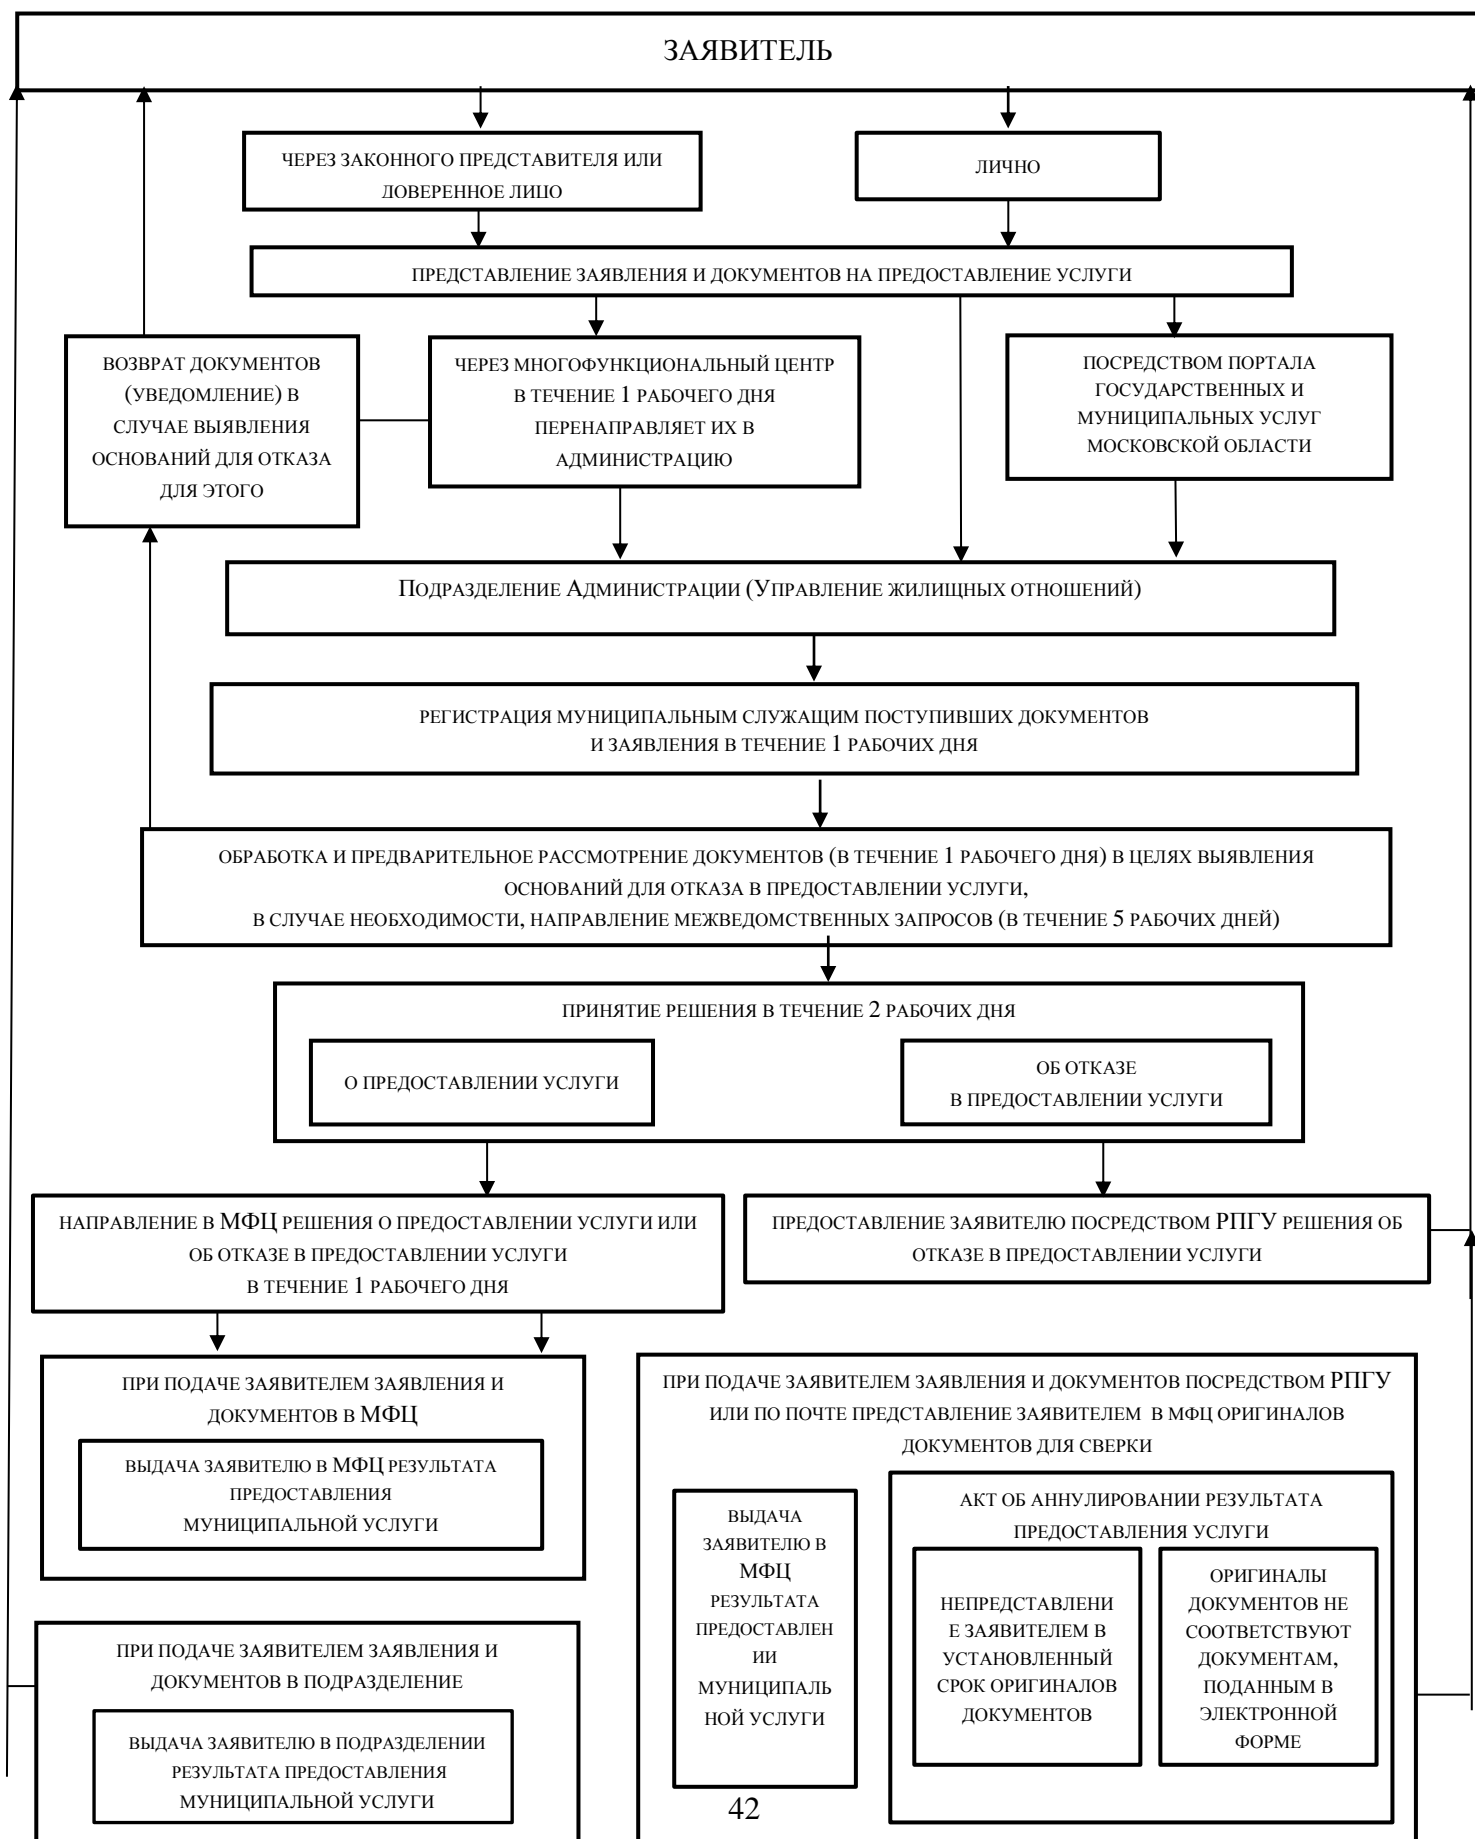 ЗАЯВИТЕЛЬ
ЧЕРЕЗ ЗАКОННОГО ПРЕДСТАВИТЕЛЯ ИЛИ
ДОВЕРЕННОЕ ЛИЦО
ЛИЧНО
ПРЕДСТАВЛЕНИЕ ЗАЯВЛЕНИЯ И ДОКУМЕНТОВ НА ПРЕДОСТАВЛЕНИЕ УСЛУГИ
ВОЗВРАТ ДОКУМЕНТОВ
(УВЕДОМЛЕНИЕ) В
СЛУЧАЕ ВЫЯВЛЕНИЯ
ОСНОВАНИЙ ДЛЯ ОТКАЗА
ДЛЯ ЭТОГО
ЧЕРЕЗ МНОГОФУНКЦИОНАЛЬНЫЙ ЦЕНТР
В ТЕЧЕНИЕ 1 РАБОЧЕГО ДНЯ
ПЕРЕНАПРАВЛЯЕТ ИХ В
АДМИНИСТРАЦИЮ
ПОСРЕДСТВОМ ПОРТАЛА
ГОСУДАРСТВЕННЫХ И
МУНИЦИПАЛЬНЫХ УСЛУГ
МОСКОВСКОЙ ОБЛАСТИ
ПОДРАЗДЕЛЕНИЕ АДМИНИСТРАЦИИ (УПРАВЛЕНИЕ ЖИЛИЩНЫХ ОТНОШЕНИЙ)
РЕГИСТРАЦИЯ МУНИЦИПАЛЬНЫМ СЛУЖАЩИМ ПОСТУПИВШИХ ДОКУМЕНТОВ
И ЗАЯВЛЕНИЯ В ТЕЧЕНИЕ 1 РАБОЧИХ ДНЯ
ОБРАБОТКА И ПРЕДВАРИТЕЛЬНОЕ РАССМОТРЕНИЕ ДОКУМЕНТОВ (В ТЕЧЕНИЕ 1 РАБОЧЕГО ДНЯ) В ЦЕЛЯХ ВЫЯВЛЕНИЯ
ОСНОВАНИЙ ДЛЯ ОТКАЗА В ПРЕДОСТАВЛЕНИИ УСЛУГИ,
В СЛУЧАЕ НЕОБХОДИМОСТИ, НАПРАВЛЕНИЕ МЕЖВЕДОМСТВЕННЫХ ЗАПРОСОВ (В ТЕЧЕНИЕ 5 РАБОЧИХ ДНЕЙ)
ПРИНЯТИЕ РЕШЕНИЯ В ТЕЧЕНИЕ 2 РАБОЧИХ ДНЯ
О ПРЕДОСТАВЛЕНИИ УСЛУГИ
ОБ ОТКАЗЕ
В ПРЕДОСТАВЛЕНИИ УСЛУГИ
НАПРАВЛЕНИЕ В МФЦ РЕШЕНИЯ О ПРЕДОСТАВЛЕНИИ УСЛУГИ ИЛИ
ОБ ОТКАЗЕ В ПРЕДОСТАВЛЕНИИ УСЛУГИ
В ТЕЧЕНИЕ 1 РАБОЧЕГО ДНЯ
ПРЕДОСТАВЛЕНИЕ ЗАЯВИТЕЛЮ ПОСРЕДСТВОМ РПГУ РЕШЕНИЯ ОБ
ОТКАЗЕ В ПРЕДОСТАВЛЕНИИ УСЛУГИ
ПРИ ПОДАЧЕ ЗАЯВИТЕЛЕМ ЗАЯВЛЕНИЯ И
ДОКУМЕНТОВ В МФЦ
ВЫДАЧА ЗАЯВИТЕЛЮ В МФЦ РЕЗУЛЬТАТА
ПРЕДОСТАВЛЕНИЯ
МУНИЦИПАЛЬНОЙ УСЛУГИ
ПРИ ПОДАЧЕ ЗАЯВИТЕЛЕМ ЗАЯВЛЕНИЯ И ДОКУМЕНТОВ ПОСРЕДСТВОМ РПГУ
ИЛИ ПО ПОЧТЕ ПРЕДСТАВЛЕНИЕ ЗАЯВИТЕЛЕМ В МФЦ ОРИГИНАЛОВ
ДОКУМЕНТОВ ДЛЯ СВЕРКИ
ВЫДАЧА
ЗАЯВИТЕЛЮ В
МФЦ
РЕЗУЛЬТАТА
ПРЕДОСТАВЛЕН
ИИ
МУНИЦИПАЛЬ
НОЙ УСЛУГИ
АКТ ОБ АННУЛИРОВАНИИ РЕЗУЛЬТАТА
ПРЕДОСТАВЛЕНИЯ УСЛУГИ
НЕПРЕДСТАВЛЕНИ
Е ЗАЯВИТЕЛЕМ В
УСТАНОВЛЕННЫЙ
СРОК ОРИГИНАЛОВ
ДОКУМЕНТОВ
ОРИГИНАЛЫ
ДОКУМЕНТОВ НЕ
СООТВЕТСТВУЮТ
ДОКУМЕНТАМ,
ПОДАННЫМ В
ЭЛЕКТРОННОЙ
ФОРМЕ
ПРИ ПОДАЧЕ ЗАЯВИТЕЛЕМ ЗАЯВЛЕНИЯ И
ДОКУМЕНТОВ В ПОДРАЗДЕЛЕНИЕ
ВЫДАЧА ЗАЯВИТЕЛЮ В ПОДРАЗДЕЛЕНИИ
РЕЗУЛЬТАТА ПРЕДОСТАВЛЕНИЯ
МУНИЦИПАЛЬНОЙ УСЛУГИ
42